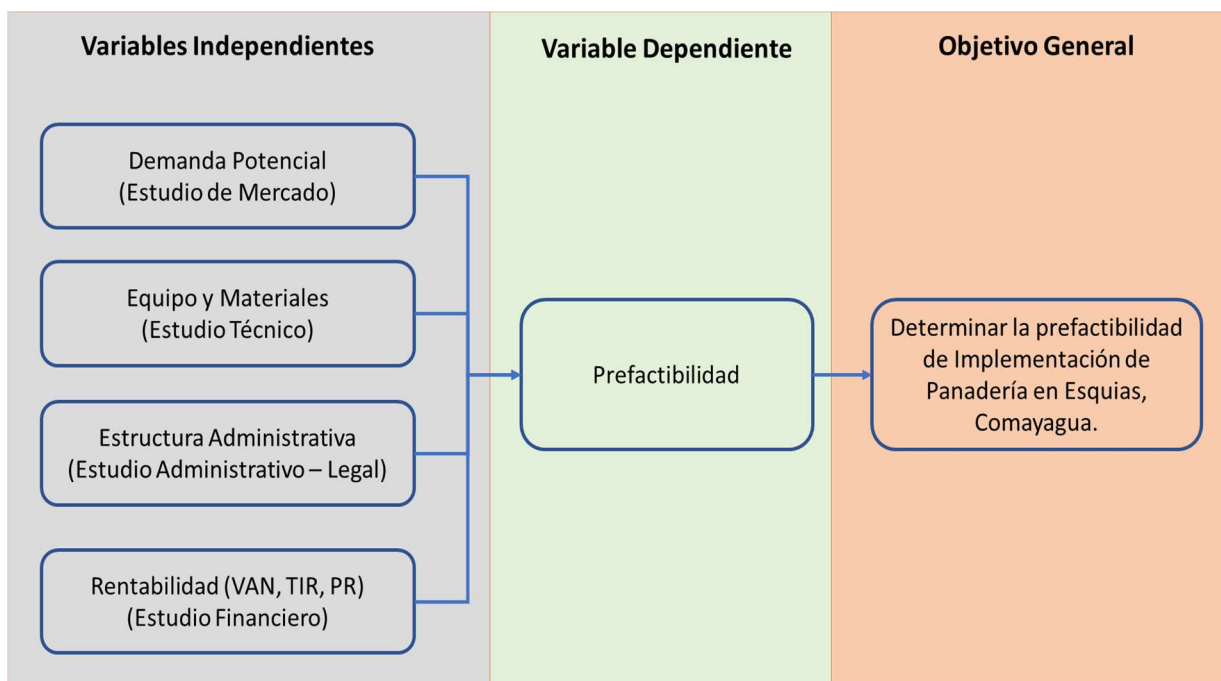 Variables Independientes
Demanda Potencial
(Estudio de Mercado)
Equipo y Materiales
(Estudio Técnico)
Estructura Administrativa
(Estudio Administrativo – Legal)
Rentabilidad (VAN, TIR, PR)
(Estudio Financiero)
Variable Dependiente
Prefactibilidad
Objetivo General
Determinar la prefactibilidad
de Implementación de
Panadería en Esquias,
Comayagua.